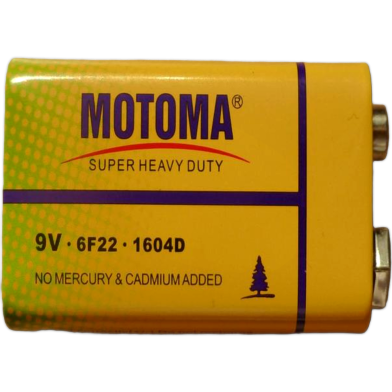 MOTOMA®
SUPER HEAVY DUTY
9V · 6F22 · 1604D
NO MERCURY & CADMIUM ADDED